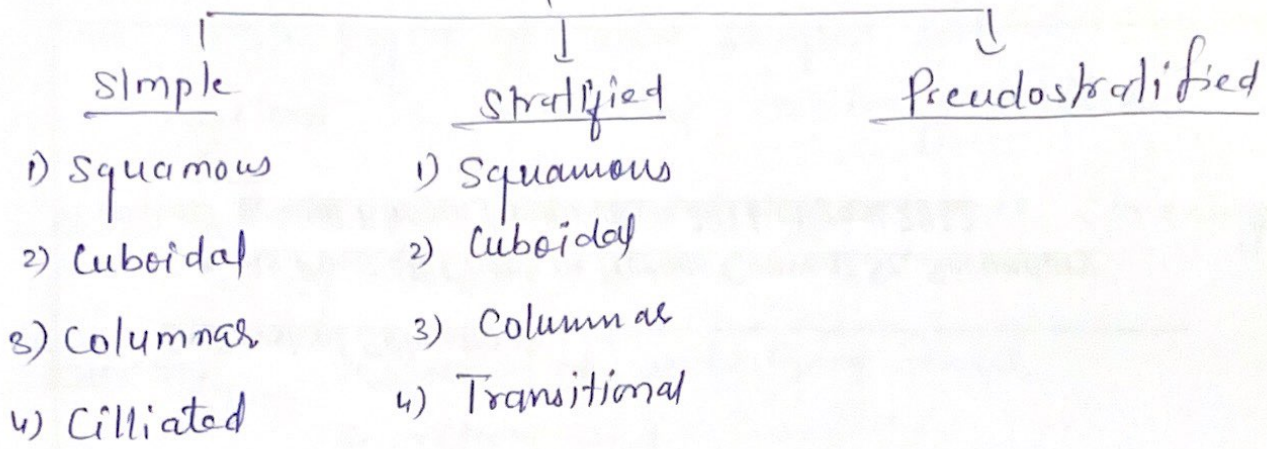 Simple
Stratified
Pseudostratified
1) Squamous
2) Cuboidal
3) Columnar
4) Cilliated
1) Squamous
2) Cuboidal
3) Columnar
4) Transitional